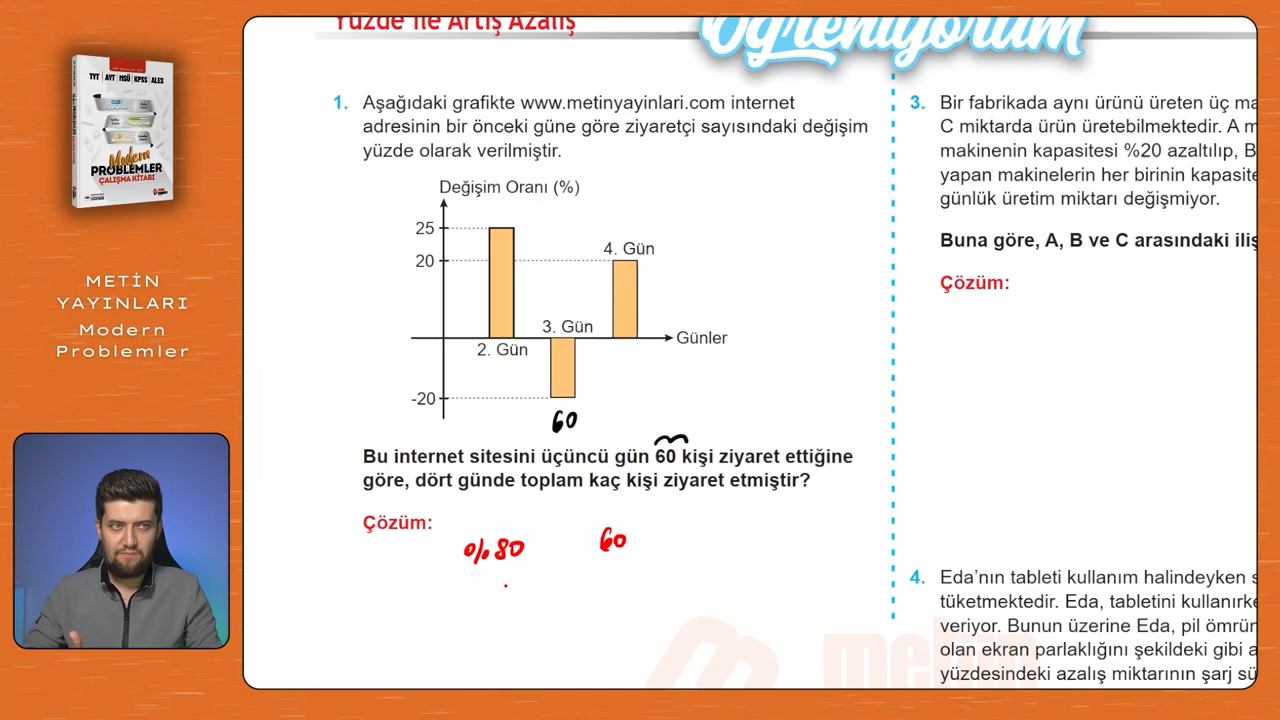 Yüzde ile Artış Azalış
Öğreniyorum
TYT | AYT | MSÜ | KPSS | ALES
Modern
PROBLEMLER
ÇALIŞMA KİTABI
METİN
YAYINLARI
Modern
Problemler
1. Aşağıdaki grafikte www.metinyayinlari.com internet
adresinin bir önceki güne göre ziyaretçi sayısındaki değişim
yüzde olarak verilmiştir.
Değişim Oranı (%)
25
20
-20
4. Gün
3. Gün
2. Gün
Günler
60
Bu internet sitesini üçüncü gün 60 kişi ziyaret ettiğine
göre, dört günde toplam kaç kişi ziyaret etmiştir?
Çözüm:
%80 60
3. Bir fabrikada aynı ürünü üreten üç ma
C miktarda ürün üretebilmektedir. A m
makinenin kapasitesi %20 azaltılıp, B
yapan makinelerin her birinin kapasite
günlük üretim miktarı değişmiyor.
Buna göre, A, B ve C arasındaki iliş
Çözüm:
4. Eda'nın tableti kullanım halindeyken s
tüketmektedir. Eda, tabletini kullanırke
veriyor. Bunun üzerine Eda, pil ömrün
olan ekran parlaklığını şekildeki gibi a
yüzdesindeki azalış miktarının şarj sü
metin